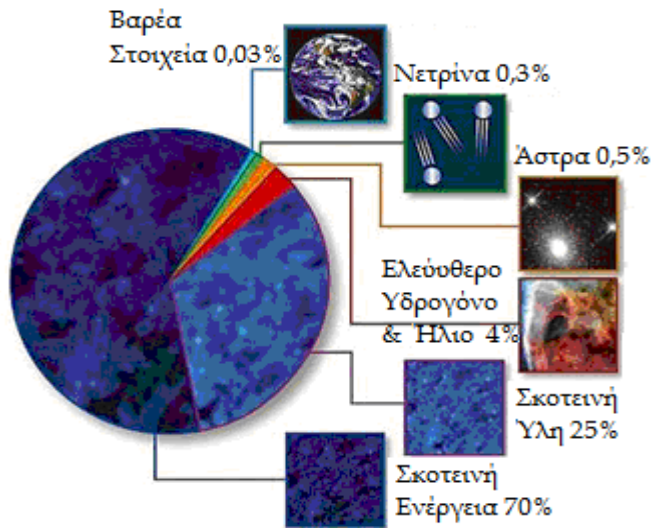 Βαρέα
Στοιχεία 0,03%
Νετρίνα 0,3%
Άστρα 0,5%
Ελεύθερο
Υδρογόνο
& Ήλιο 4%
Σκοτεινή
Ύλη 25%
Σκοτεινή
Ενέργεια 70%